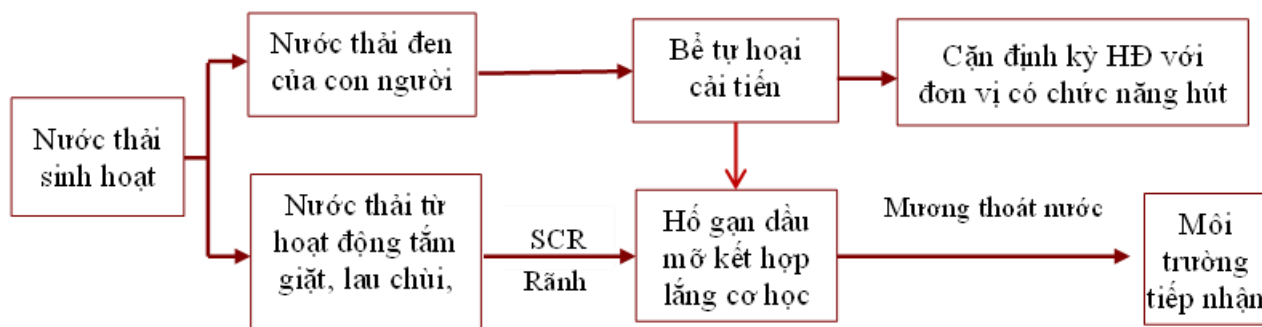 Nước thải
sinh hoạt
Nước thải đen
của con người
Bể tự hoại
cải tiến
Cặn định kỳ HĐ với
đơn vị có chức năng hút
Nước thải từ
hoạt động tắm
giặt, lau chùi,
SCR
Rãnh
Hố gạn dầu
mỡ kết hợp
lắng cơ học
Mương thoát nước
Môi
trường
tiếp nhận